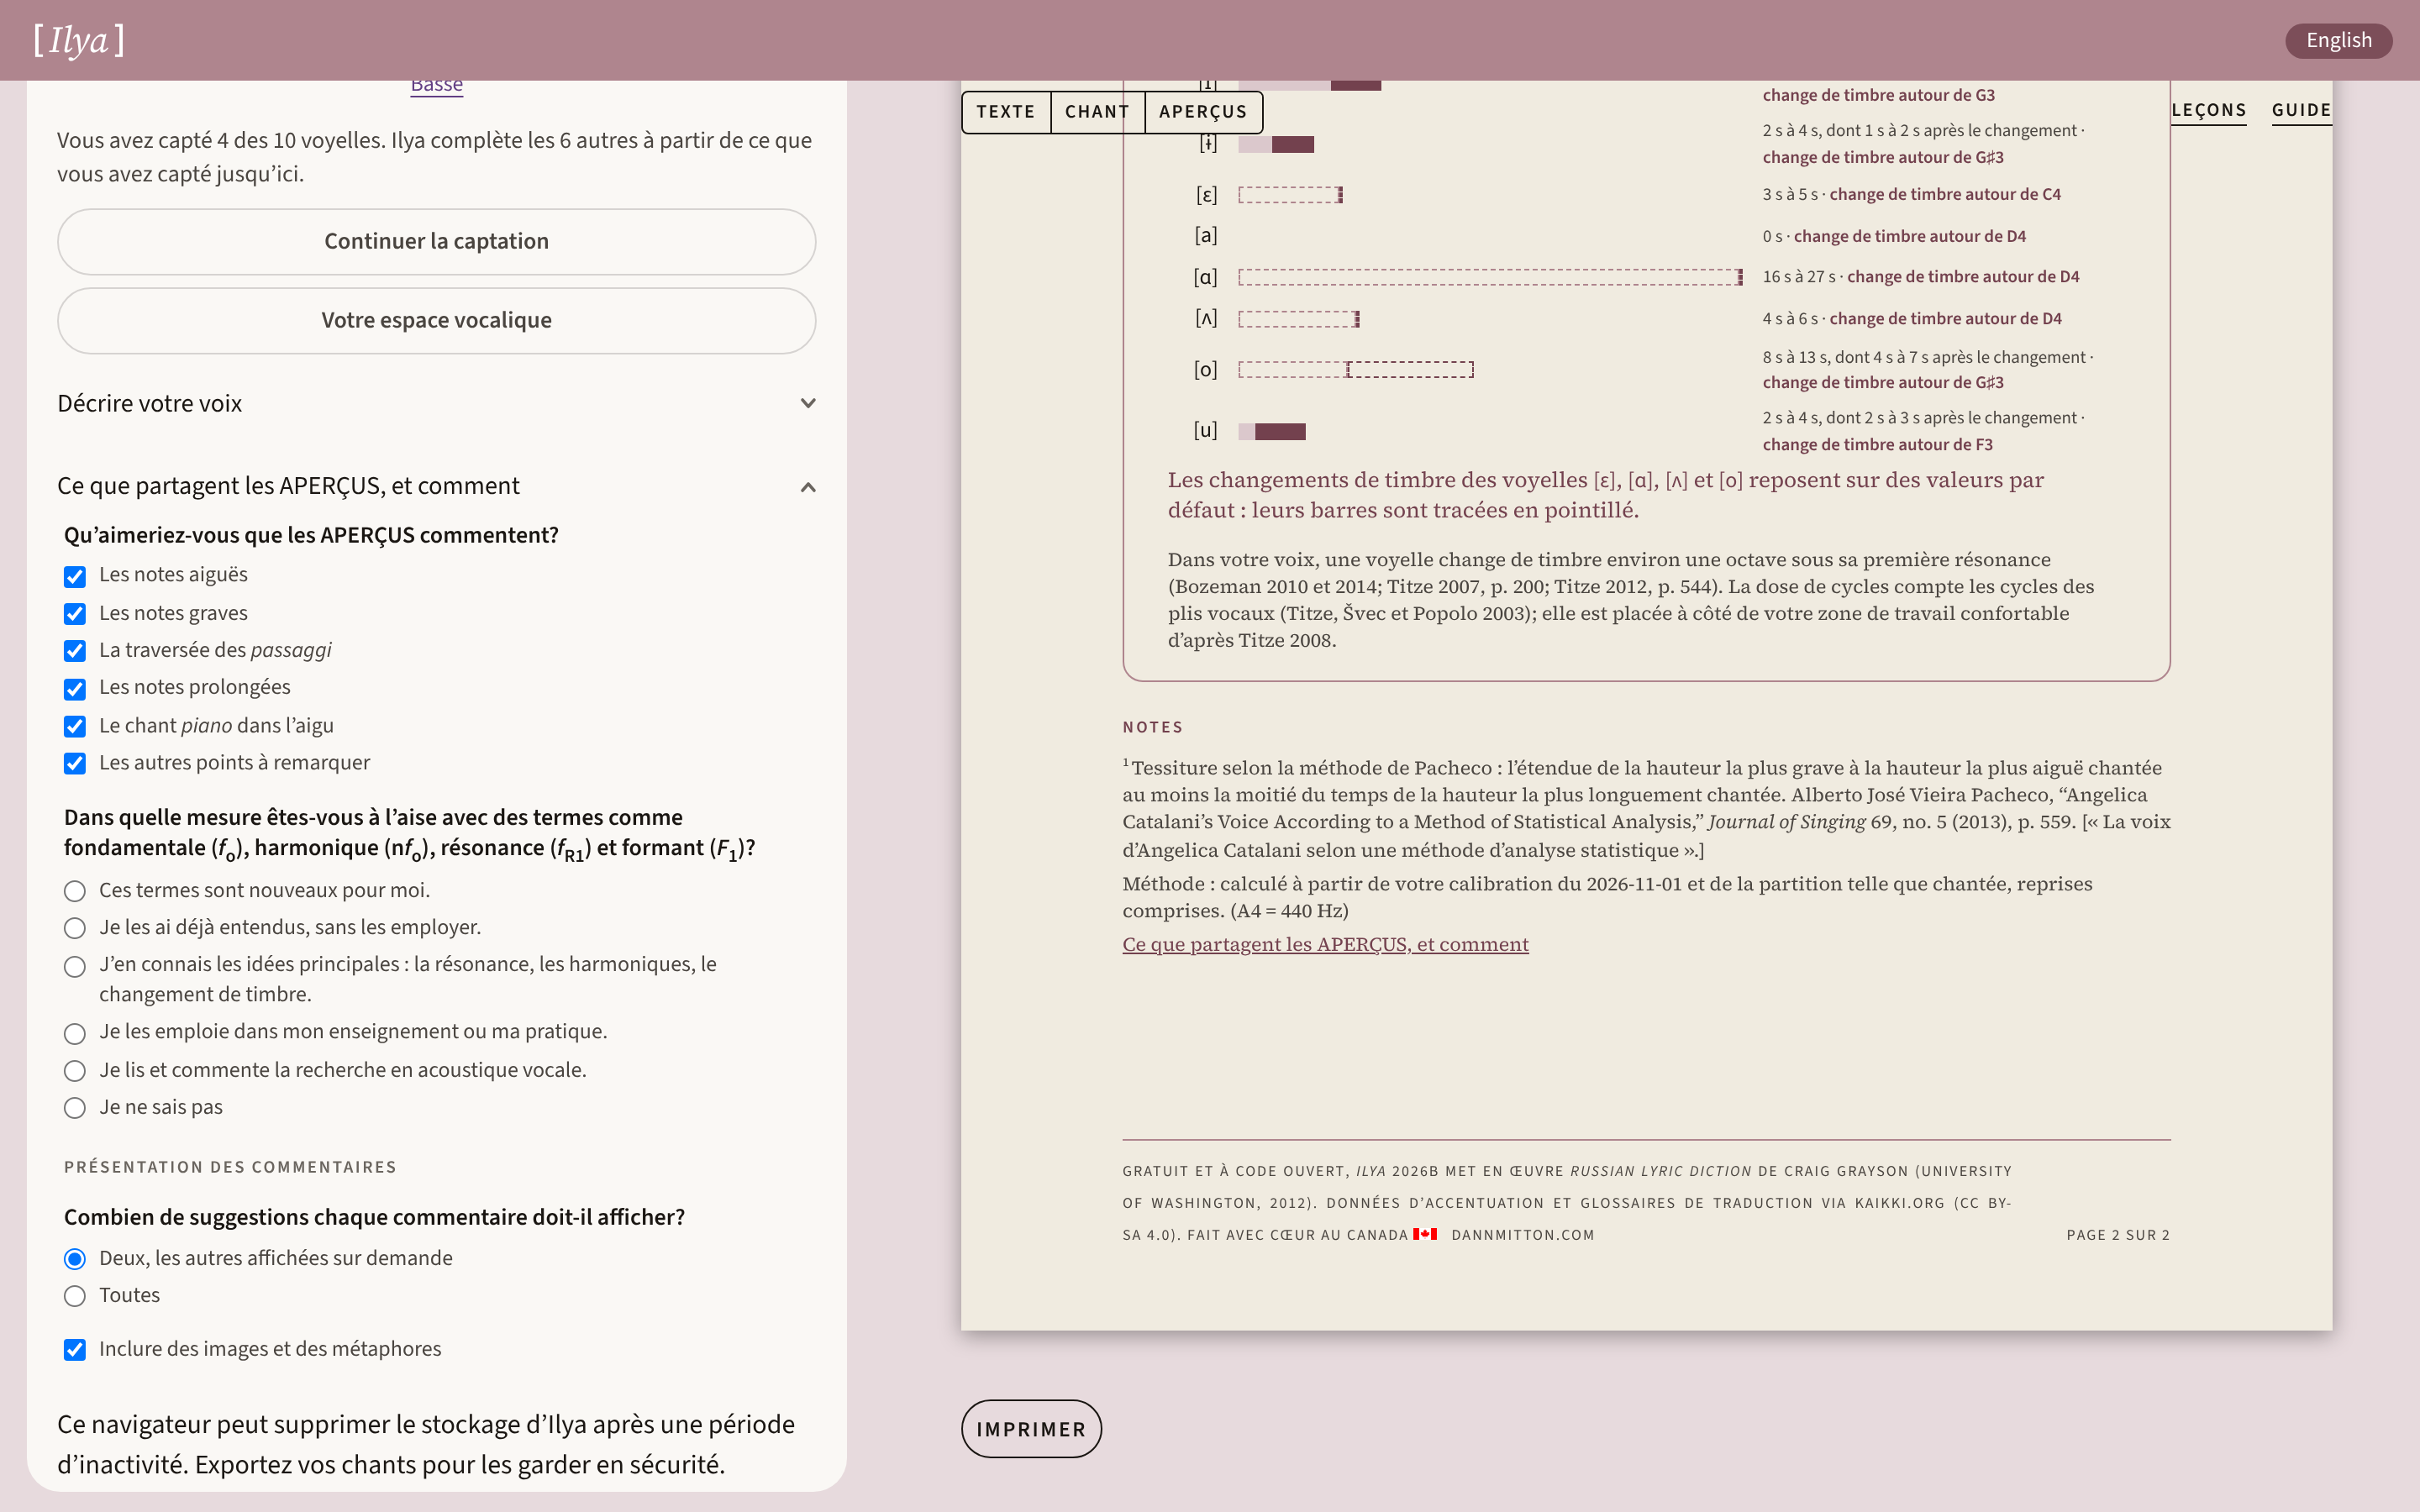 [ Ilya ]
English
Basse
Vous avez capté 4 des 10 voyelles. Ilya complète les 6 autres à partir de ce que
vous avez capté jusqu’ici.
Continuer la captation
Votre espace vocalique
Décrire votre voix
Ce que partagent les APERÇUS, et comment
Qu’aimeriez-vous que les APERÇUS commentent?
Les notes aiguës
Les notes graves
La traversée des passaggi
Les notes prolongées
Le chant piano dans l’aigu
Les autres points à remarquer
Dans quelle mesure êtes-vous à l’aise avec des termes comme
fondamentale (fo), harmonique (nfo), résonance (fR1) et formant (F1)?
Ces termes sont nouveaux pour moi.
Je les ai déjà entendus, sans les employer.
J’en connais les idées principales : la résonance, les harmoniques, le
changement de timbre.
Je les emploie dans mon enseignement ou ma pratique.
Je lis et commente la recherche en acoustique vocale.
Je ne sais pas
PRÉSENTATION DES COMMENTAIRES
Combien de suggestions chaque commentaire doit-il afficher?
Deux, les autres affichées sur demande
Toutes
Inclure des images et des métaphores
Ce navigateur peut supprimer le stockage d’Ilya après une période
d’inactivité. Exportez vos chants pour les garder en sécurité.
TEXTE CHANT APERÇUS
LEÇONS GUIDE
change de timbre autour de G3
[ɨ] 2 s à 4 s, dont 1 s à 2 s après le changement ·
change de timbre autour de G♯3
[ɛ] 3 s à 5 s · change de timbre autour de C4
[a] 0 s · change de timbre autour de D4
[ɑ] 16 s à 27 s · change de timbre autour de D4
[ʌ] 4 s à 6 s · change de timbre autour de D4
[o] 8 s à 13 s, dont 4 s à 7 s après le changement ·
change de timbre autour de G♯3
[u] 2 s à 4 s, dont 2 s à 3 s après le changement ·
change de timbre autour de F3
Les changements de timbre des voyelles [ɛ], [ɑ], [ʌ] et [o] reposent sur des valeurs par
défaut : leurs barres sont tracées en pointillé.
Dans votre voix, une voyelle change de timbre environ une octave sous sa première résonance
(Bozeman 2010 et 2014; Titze 2007, p. 200; Titze 2012, p. 544). La dose de cycles compte les cycles des
plis vocaux (Titze, Švec et Popolo 2003); elle est placée à côté de votre zone de travail confortable
d’après Titze 2008.
NOTES
¹ Tessiture selon la méthode de Pacheco : l’étendue de la hauteur la plus grave à la hauteur la plus aiguë chantée
au moins la moitié du temps de la hauteur la plus longuement chantée. Alberto José Vieira Pacheco, “Angelica
Catalani’s Voice According to a Method of Statistical Analysis,” Journal of Singing 69, no. 5 (2013), p. 559. [« La voix
d’Angelica Catalani selon une méthode d’analyse statistique ».]
Méthode : calculé à partir de votre calibration du 2026-11-01 et de la partition telle que chantée, reprises
comprises. (A4 = 440 Hz)
Ce que partagent les APERÇUS, et comment
GRATUIT ET À CODE OUVERT, ILYA 2026B MET EN ŒUVRE RUSSIAN LYRIC DICTION DE CRAIG GRAYSON (UNIVERSITY
OF WASHINGTON, 2012). DONNÉES D’ACCENTUATION ET GLOSSAIRES DE TRADUCTION VIA KAIKKI.ORG (CC BY-
SA 4.0). FAIT AVEC CŒUR AU CANADA DANNMITTON.COM
PAGE 2 SUR 2
IMPRIMER